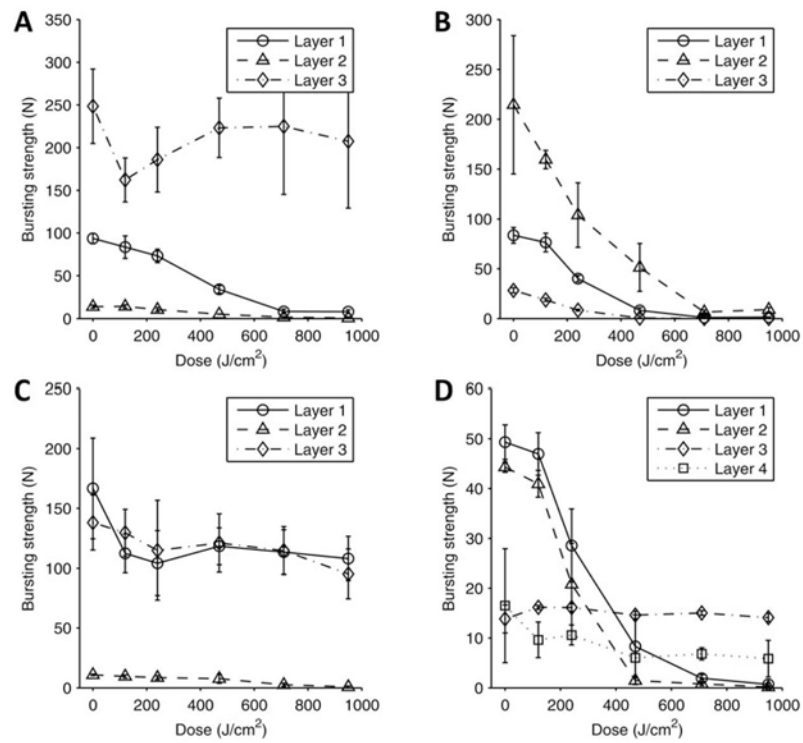 A
Bursting strength (N)
350
300
250
200
150
100
50
0
0 200 400 600 800 1000
Dose (J/cm²)
Layer 1
Layer 2
Layer 3
B
Bursting strength (N)
300
250
200
150
100
50
0
0 200 400 600 800 1000
Dose (J/cm²)
Layer 1
Layer 2
Layer 3
C
Bursting strength (N)
250
200
150
100
50
0
0 200 400 600 800 1000
Dose (J/cm²)
Layer 1
Layer 2
Layer 3
D
Bursting strength (N)
60
50
40
30
20
10
0
0 200 400 600 800 1000
Dose (J/cm²)
Layer 1
Layer 2
Layer 3
Layer 4